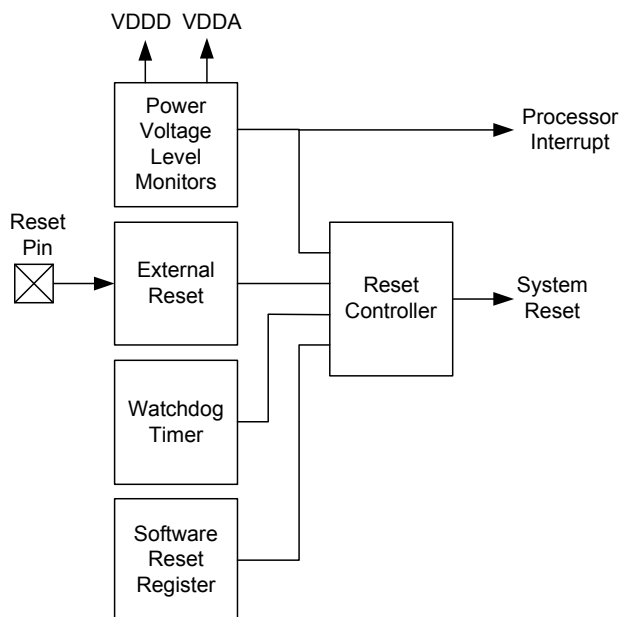 VDDD VDDA
Power
Voltage
Level
Monitors
Processor
Interrupt
Reset
Pin
External
Reset
Reset
Controller
System
Reset
Watchdog
Timer
Software
Reset
Register